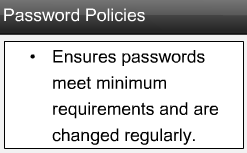 Password Policies
• Ensures passwords
meet minimum
requirements and are
changed regularly.